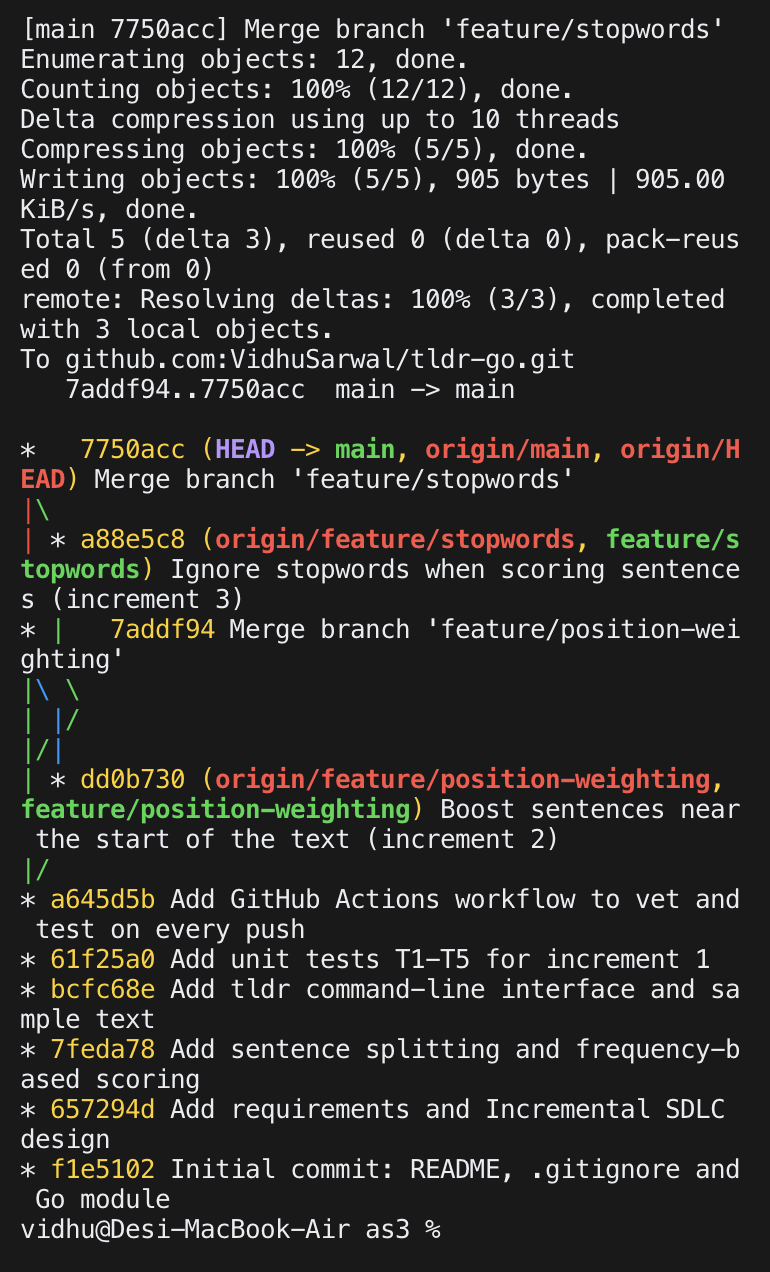 [main 7750acc] Merge branch 'feature/stopwords'
Enumerating objects: 12, done.
Counting objects: 100% (12/12), done.
Delta compression using up to 10 threads
Compressing objects: 100% (5/5), done.
Writing objects: 100% (5/5), 905 bytes | 905.00
KiB/s, done.
Total 5 (delta 3), reused 0 (delta 0), pack-reus
ed 0 (from 0)
remote: Resolving deltas: 100% (3/3), completed
with 3 local objects.
To github.com:VidhuSarwal/tldr-go.git
   7addf94..7750acc  main -> main

*   7750acc (HEAD -> main, origin/main, origin/H
EAD) Merge branch 'feature/stopwords'
|\
| * a88e5c8 (origin/feature/stopwords, feature/s
topwords) Ignore stopwords when scoring sentence
s (increment 3)
* |   7addf94 Merge branch 'feature/position-wei
ghting'
|\ \
| |/
|/|
| * dd0b730 (origin/feature/position-weighting,
feature/position-weighting) Boost sentences near
 the start of the text (increment 2)
|/
* a645d5b Add GitHub Actions workflow to vet and
 test on every push
* 61f25a0 Add unit tests T1-T5 for increment 1
* bcfc68e Add tldr command-line interface and sa
mple text
* 7feda78 Add sentence splitting and frequency-b
ased scoring
* 657294d Add requirements and Incremental SDLC
design
* f1e5102 Initial commit: README, .gitignore and
 Go module
vidhu@Desi-MacBook-Air as3 %